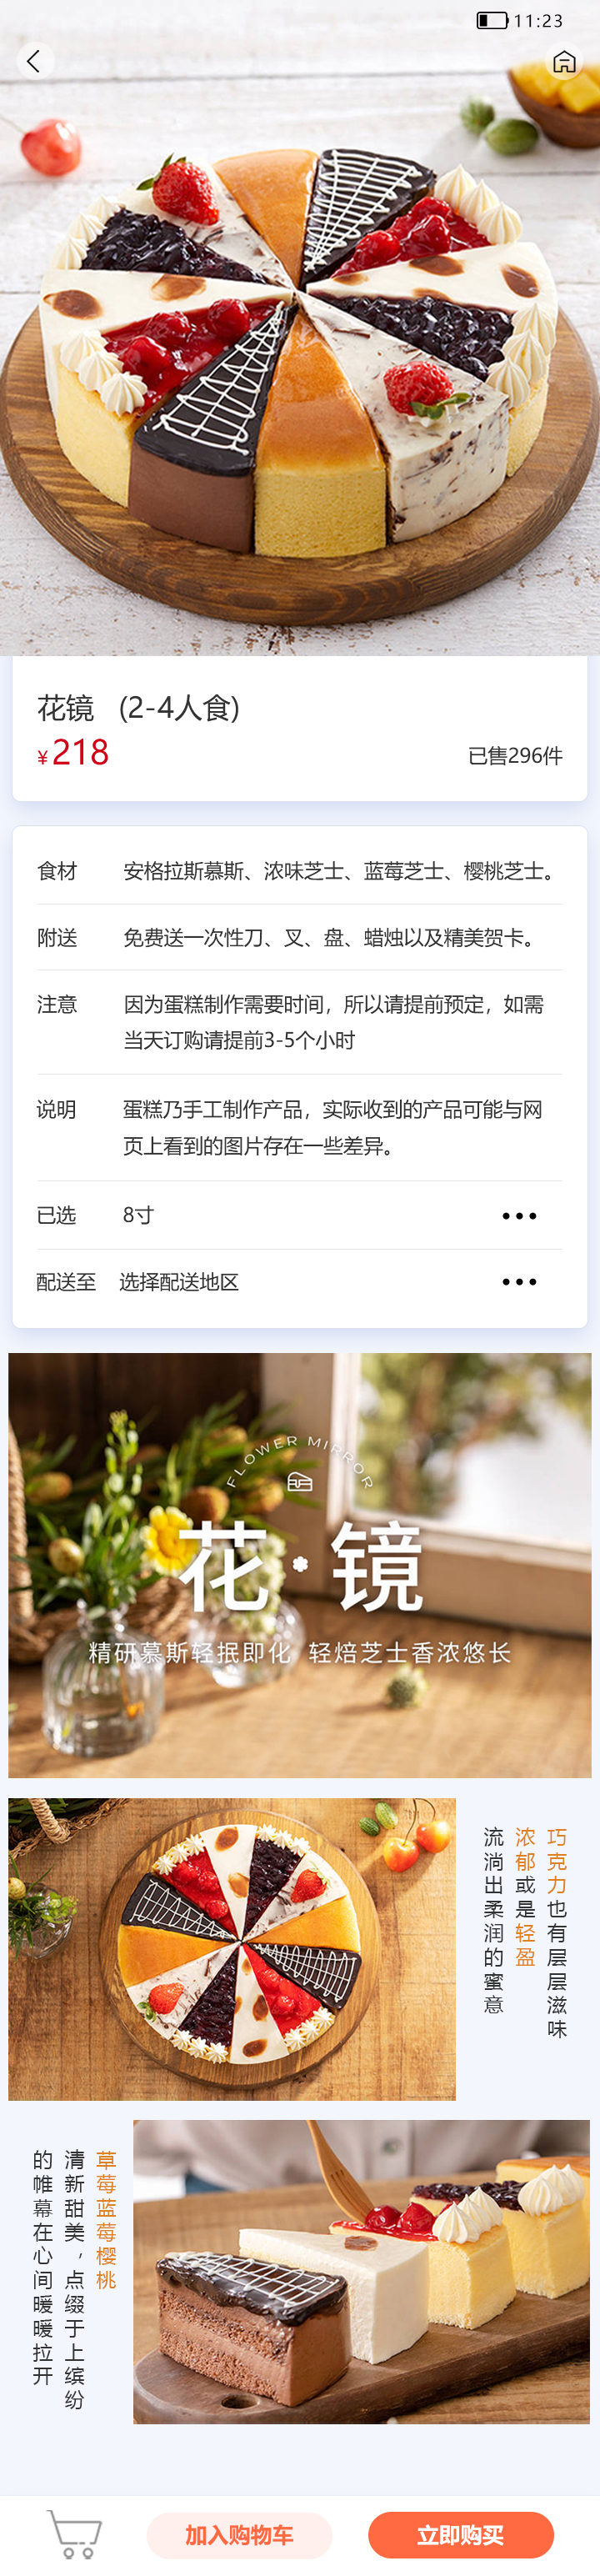 11:23
花镜 (2-4人食)
¥218
已售296件
食材 安格拉斯慕斯、浓味芝士、蓝莓芝士、樱桃芝士。
附送 免费送一次性刀、叉、盘、蜡烛以及精美贺卡。
注意 因为蛋糕制作需要时间，所以请提前预定，如需
当天订购请提前3-5个小时
说明 蛋糕乃手工制作产品，实际收到的产品可能与网
页上看到的图片存在一些差异。
已选 8寸
配送至 选择配送地区
FLOWER MIRROR
花·镜
精研慕斯轻抿即化 轻焙芝士香浓悠长
巧克力也有层层滋味
浓郁或是轻盈
流淌出柔润的蜜意
草莓蓝莓樱桃
清新甜美，点缀于上缤纷
的帷幕在心间暖暖拉开
加入购物车
立即购买